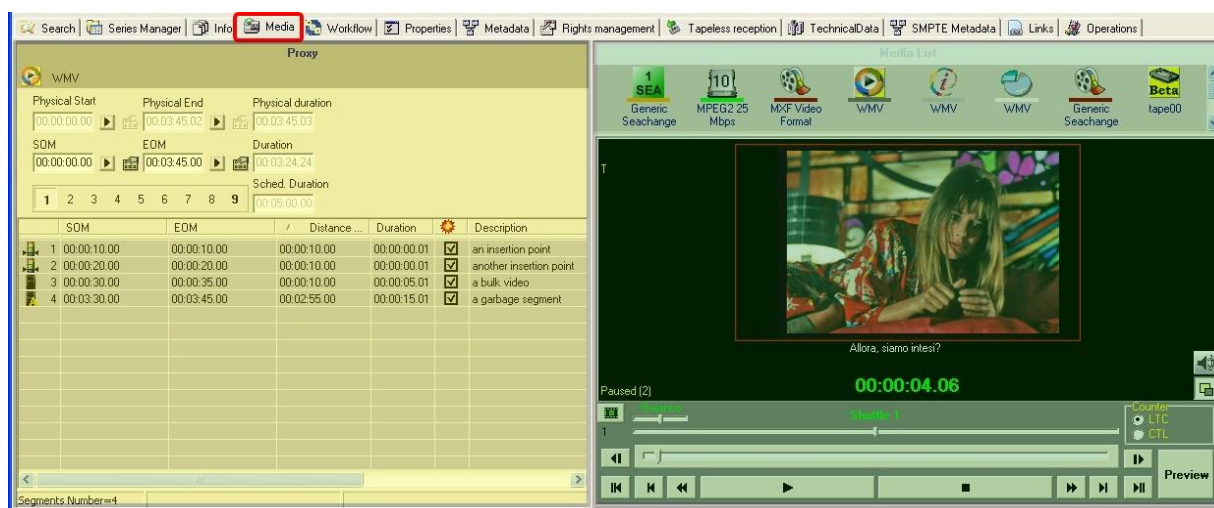 Search Series Manager Info Media Workflow Properties Metadata Rights management Tapeless reception TechnicalData SMPTE Metadata Links Operations
Proxy
WMV
Physical Start Physical End Physical duration
00:00:00.00 00:03:45.02 00:03:45.03
SOM EOM Duration
00:00:00.00 00:03:45.00 00:03:24.24
Sched. Duration
1 2 3 4 5 6 7 8 9 00:05:00.00
SOM EOM Distance ... Duration Description
1 00:00:10.00 00:00:10.00 00:00:10.00 00:00:00.01 an insertion point
2 00:00:20.00 00:00:20.00 00:00:10.00 00:00:00.01 another insertion point
3 00:00:30.00 00:00:35.00 00:00:10.00 00:00:05.01 a bulk video
4 00:03:30.00 00:03:45.00 00:02:55.00 00:00:15.01 a garbage segment
Segments Number=4
Media List
1 SEA 10 Beta
Generic Seachange MPEG2 25 Mbps MXF Video Format WMV WMV WMV Generic Seachange tape00
T
Allora, siamo intesi?
Paused (2) 00:00:04.06
Balance Shuttle 1 Counter
1 LTC
CTL
Preview